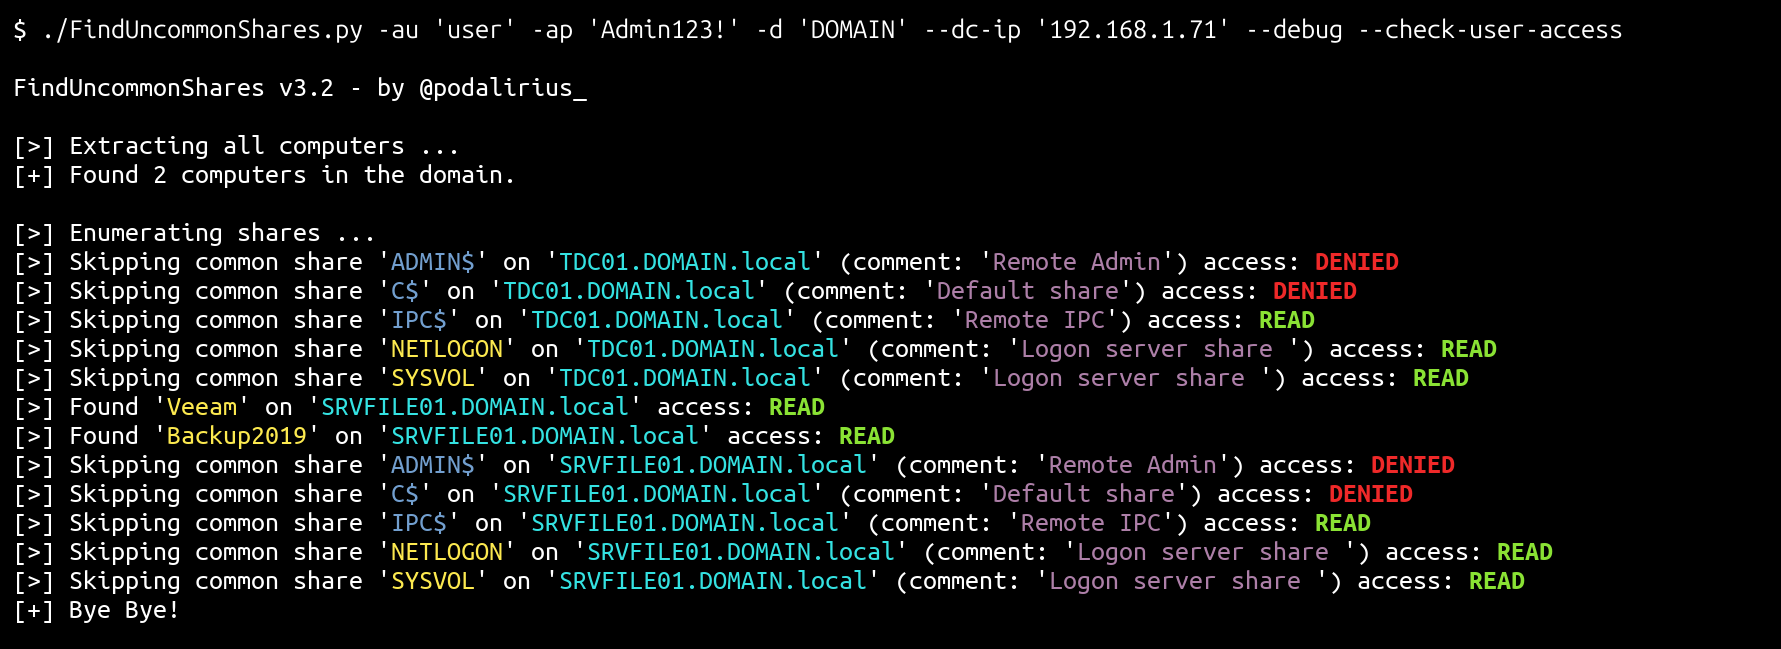 $ ./FindUncommonShares.py -au 'user' -ap 'Admin123!' -d 'DOMAIN' --dc-ip '192.168.1.71' --debug --check-user-access
FindUncommonShares v3.2 - by @podalirius_
[>] Extracting all computers ...
[+] Found 2 computers in the domain.
[>] Enumerating shares ...
[>] Skipping common share 'ADMIN$' on 'TDC01.DOMAIN.local' (comment: 'Remote Admin') access: DENIED
[>] Skipping common share 'C$' on 'TDC01.DOMAIN.local' (comment: 'Default share') access: DENIED
[>] Skipping common share 'IPC$' on 'TDC01.DOMAIN.local' (comment: 'Remote IPC') access: READ
[>] Skipping common share 'NETLOGON' on 'TDC01.DOMAIN.local' (comment: 'Logon server share ') access: READ
[>] Skipping common share 'SYSVOL' on 'TDC01.DOMAIN.local' (comment: 'Logon server share ') access: READ
[>] Found 'Veeam' on 'SRVFILE01.DOMAIN.local' access: READ
[>] Found 'Backup2019' on 'SRVFILE01.DOMAIN.local' access: READ
[>] Skipping common share 'ADMIN$' on 'SRVFILE01.DOMAIN.local' (comment: 'Remote Admin') access: DENIED
[>] Skipping common share 'C$' on 'SRVFILE01.DOMAIN.local' (comment: 'Default share') access: DENIED
[>] Skipping common share 'IPC$' on 'SRVFILE01.DOMAIN.local' (comment: 'Remote IPC') access: READ
[>] Skipping common share 'NETLOGON' on 'SRVFILE01.DOMAIN.local' (comment: 'Logon server share ') access: READ
[>] Skipping common share 'SYSVOL' on 'SRVFILE01.DOMAIN.local' (comment: 'Logon server share ') access: READ
[+] Bye Bye!